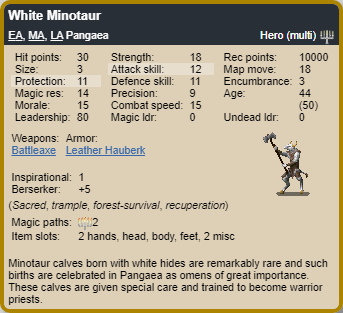 White Minotaur
EA, MA, LA Pangaea Hero (multi)
Hit points: 30 Strength: 18 Rec points: 10000
Size: 3 Attack skill: 12 Map move: 18
Protection: 11 Defence skill: 11 Encumbrance: 3
Magic res: 14 Precision: 9 Age: 44
Morale: 15 Combat speed: 15 (50)
Leadership: 80 Magic ldr: 0 Undead ldr: 0
Weapons: Armor:
Battleaxe Leather Hauberk
Inspirational: 1
Berserker: +5
(Sacred, trample, forest-survival, recuperation)
Magic paths: 2
Item slots: 2 hands, head, body, feet, 2 misc
Minotaur calves born with white hides are remarkably rare and such
births are celebrated in Pangaea as omens of great importance.
These calves are given special care and trained to become warrior
priests.